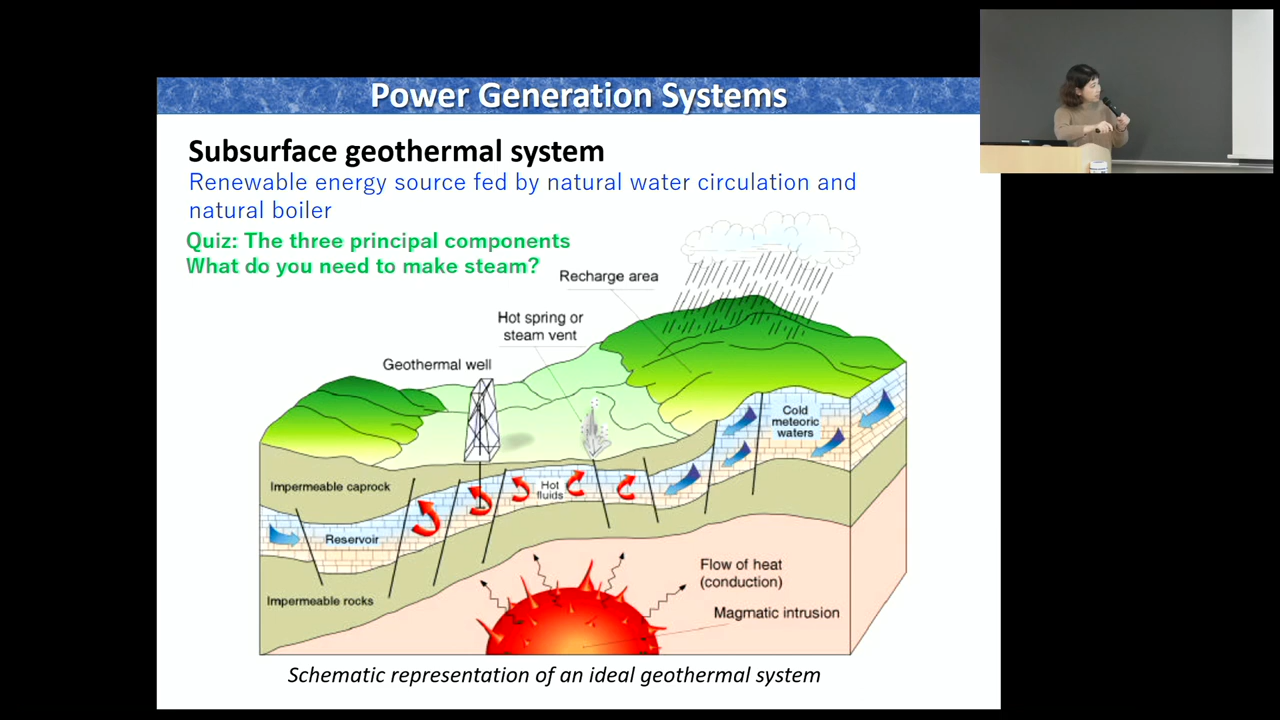 Power Generation Systems
Subsurface geothermal system
Renewable energy source fed by natural water circulation and
natural boiler
Quiz: The three principal components
What do you need to make steam?
Recharge area
Hot spring or
steam vent
Geothermal well
Cold
meteoric
waters
Impermeable caprock
Hot
fluids
Reservoir
Flow of heat
(conduction)
Impermeable rocks
Magmatic intrusion
Schematic representation of an ideal geothermal system